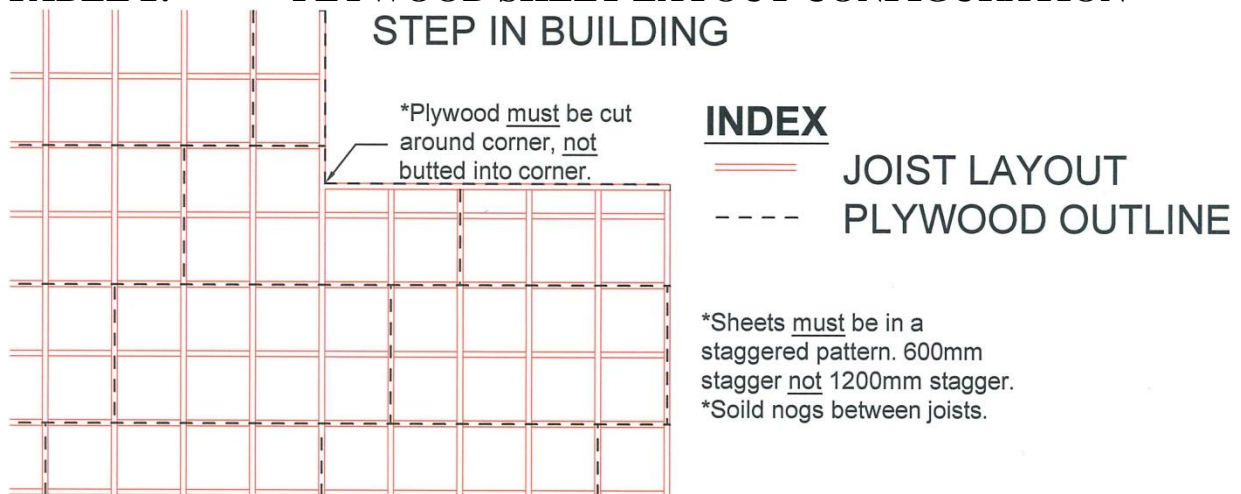 STEP IN BUILDING
*Plywood must be cut
around corner, not
butted into corner.
INDEX
JOIST LAYOUT
PLYWOOD OUTLINE
*Sheets must be in a
staggered pattern. 600mm
stagger not 1200mm stagger.
*Soild nogs between joists.